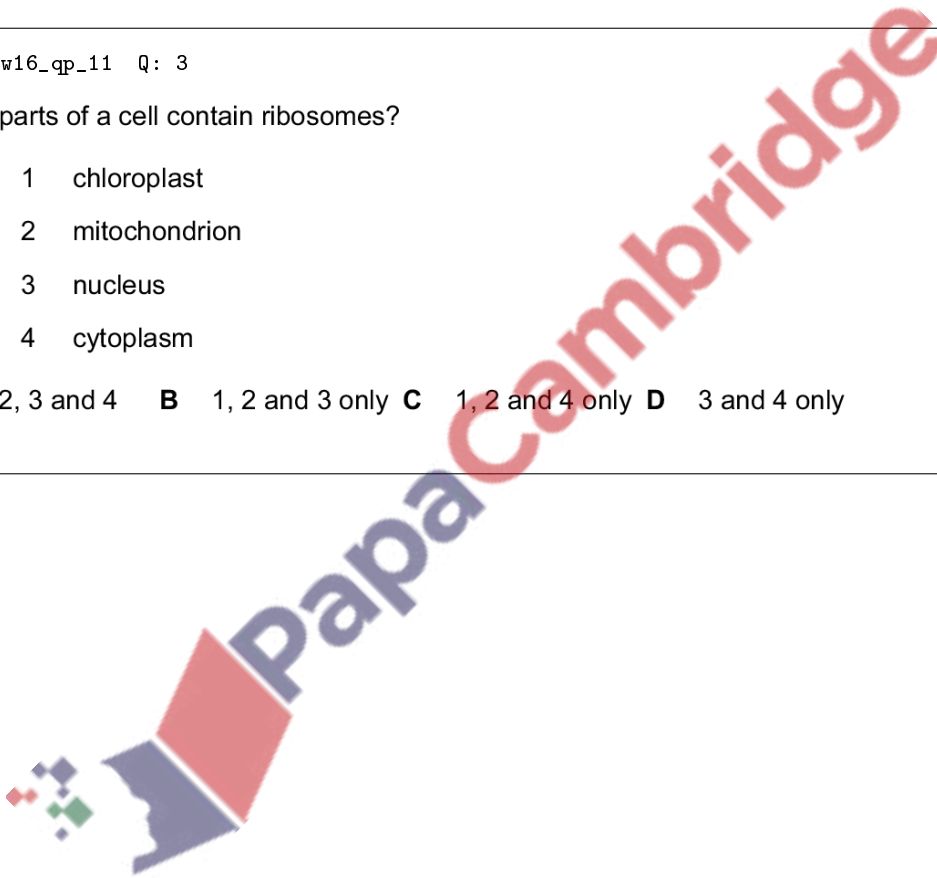 w16_qp_11 Q: 3
parts of a cell contain ribosomes?
1 chloroplast
2 mitochondrion
3 nucleus
4 cytoplasm
2, 3 and 4 B 1, 2 and 3 only C 1, 2 and 4 only D 3 and 4 only
PapaCambridge